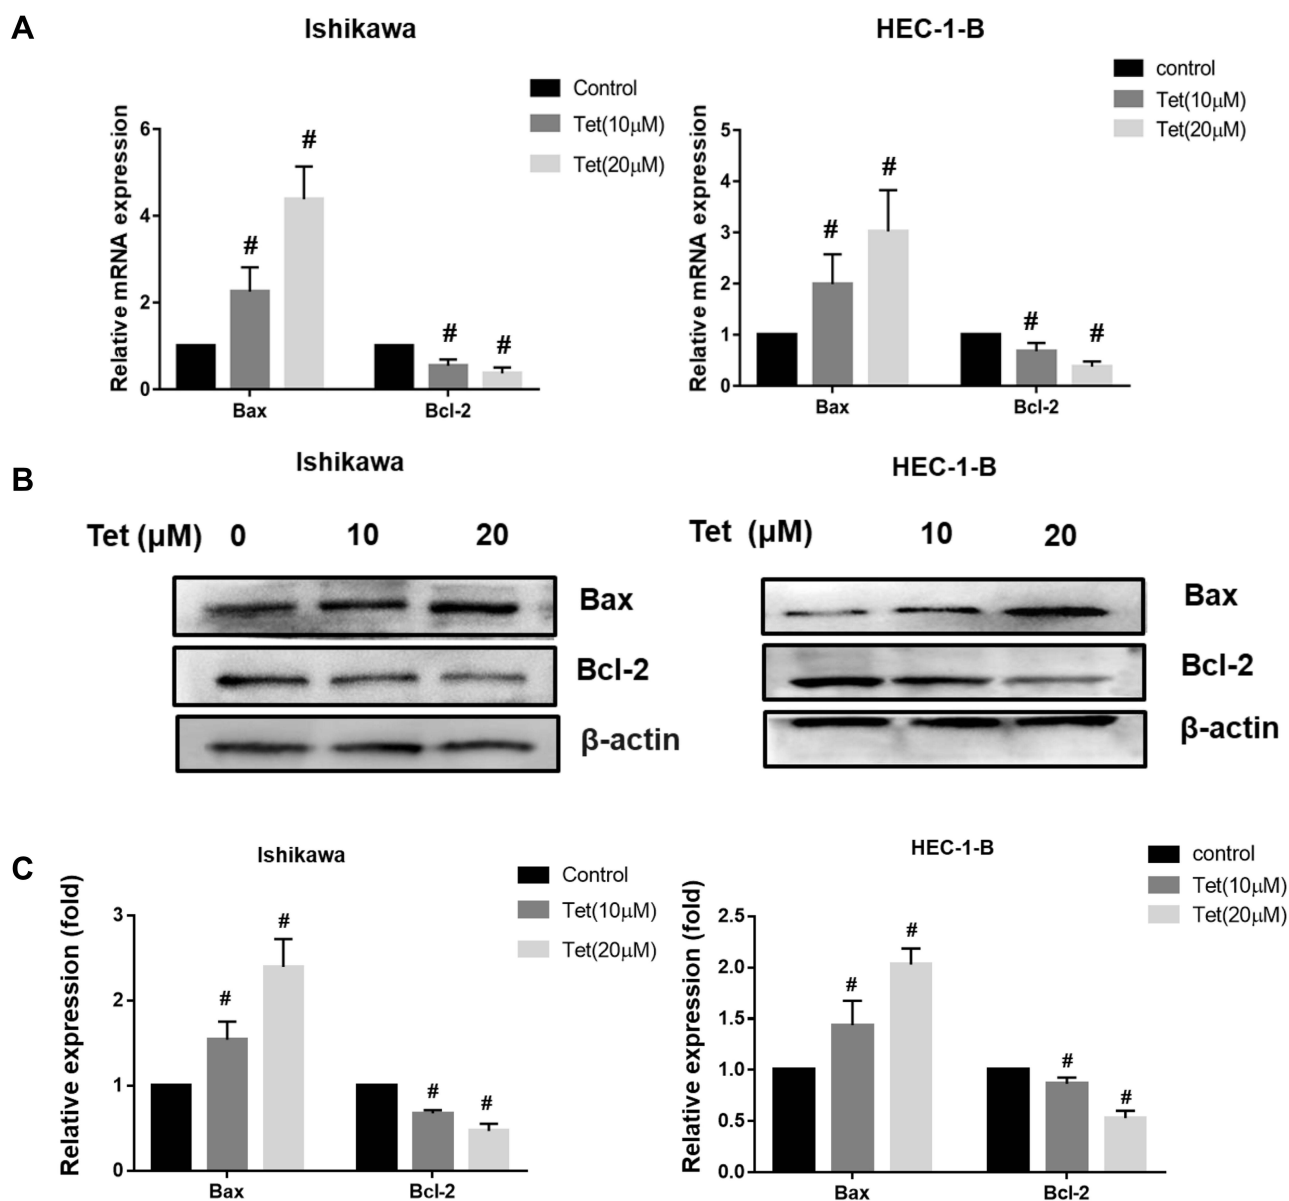 A
Ishikawa
Control
Tet(10μM)
Tet(20μM)
Relative mRNA expression
6
4
2
0
#
#
#
#
Bax
Bcl-2
HEC-1-B
control
Tet(10μM)
Tet(20μM)
Relative mRNA expression
5
4
3
2
1
0
#
#
#
#
Bax
Bcl-2
B
Ishikawa
Tet (μM) 0 10 20
Bax
Bcl-2
β-actin
HEC-1-B
Tet (μM) 10 20
Bax
Bcl-2
β-actin
C
Ishikawa
Control
Tet(10μM)
Tet(20μM)
Relative expression (fold)
3
2
1
0
#
#
#
#
Bax
Bcl-2
HEC-1-B
control
Tet(10μM)
Tet(20μM)
Relative expression (fold)
2.5
2.0
1.5
1.0
0.5
0.0
#
#
#
#
Bax
Bcl-2